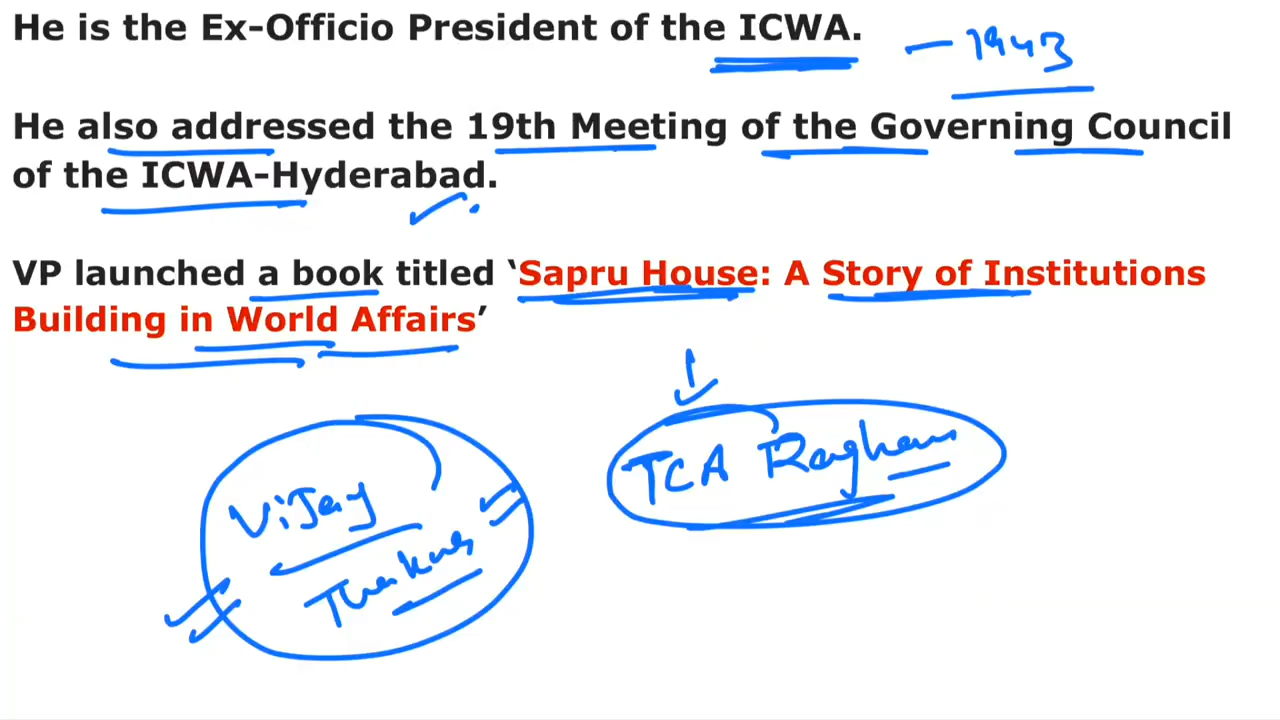 He is the Ex-Officio President of the ICWA.
— 1943
He also addressed the 19th Meeting of the Governing Council
of the ICWA-Hyderabad.
VP launched a book titled ‘Sapru House: A Story of Institutions
Building in World Affairs’
TCA Raghavan
Vijay
Thakur